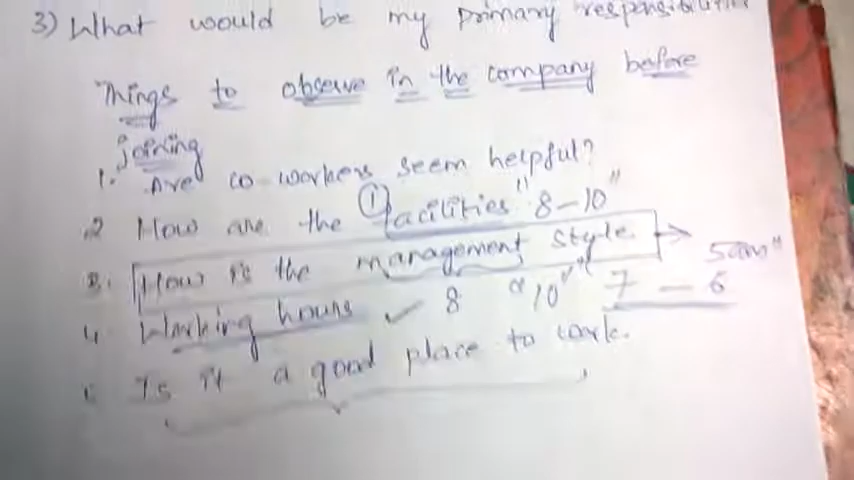 3) What would be my primary responsibilities
Things to observe in the company before
joining
1. Are co-workers seem helpful?
2 How are the ① facilities" 8-10"
3. How is the management style →
4 Working hours ✓ 8 "10" 7 - 6
Is it a good place to work.